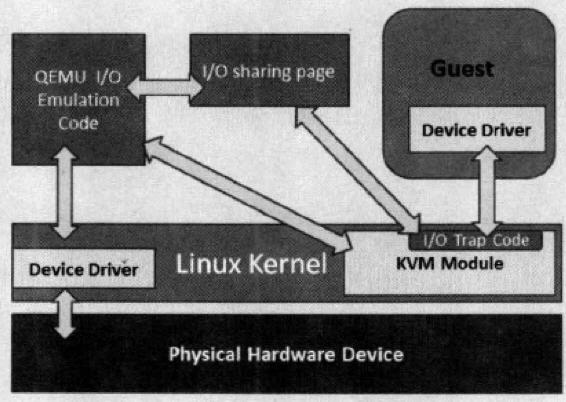 QEMU I/O
Emulation
Code
I/O sharing page
Guest
Device Driver
I/O Trap Code
KVM Module
Linux Kernel
Device Driver
Physical Hardware Device